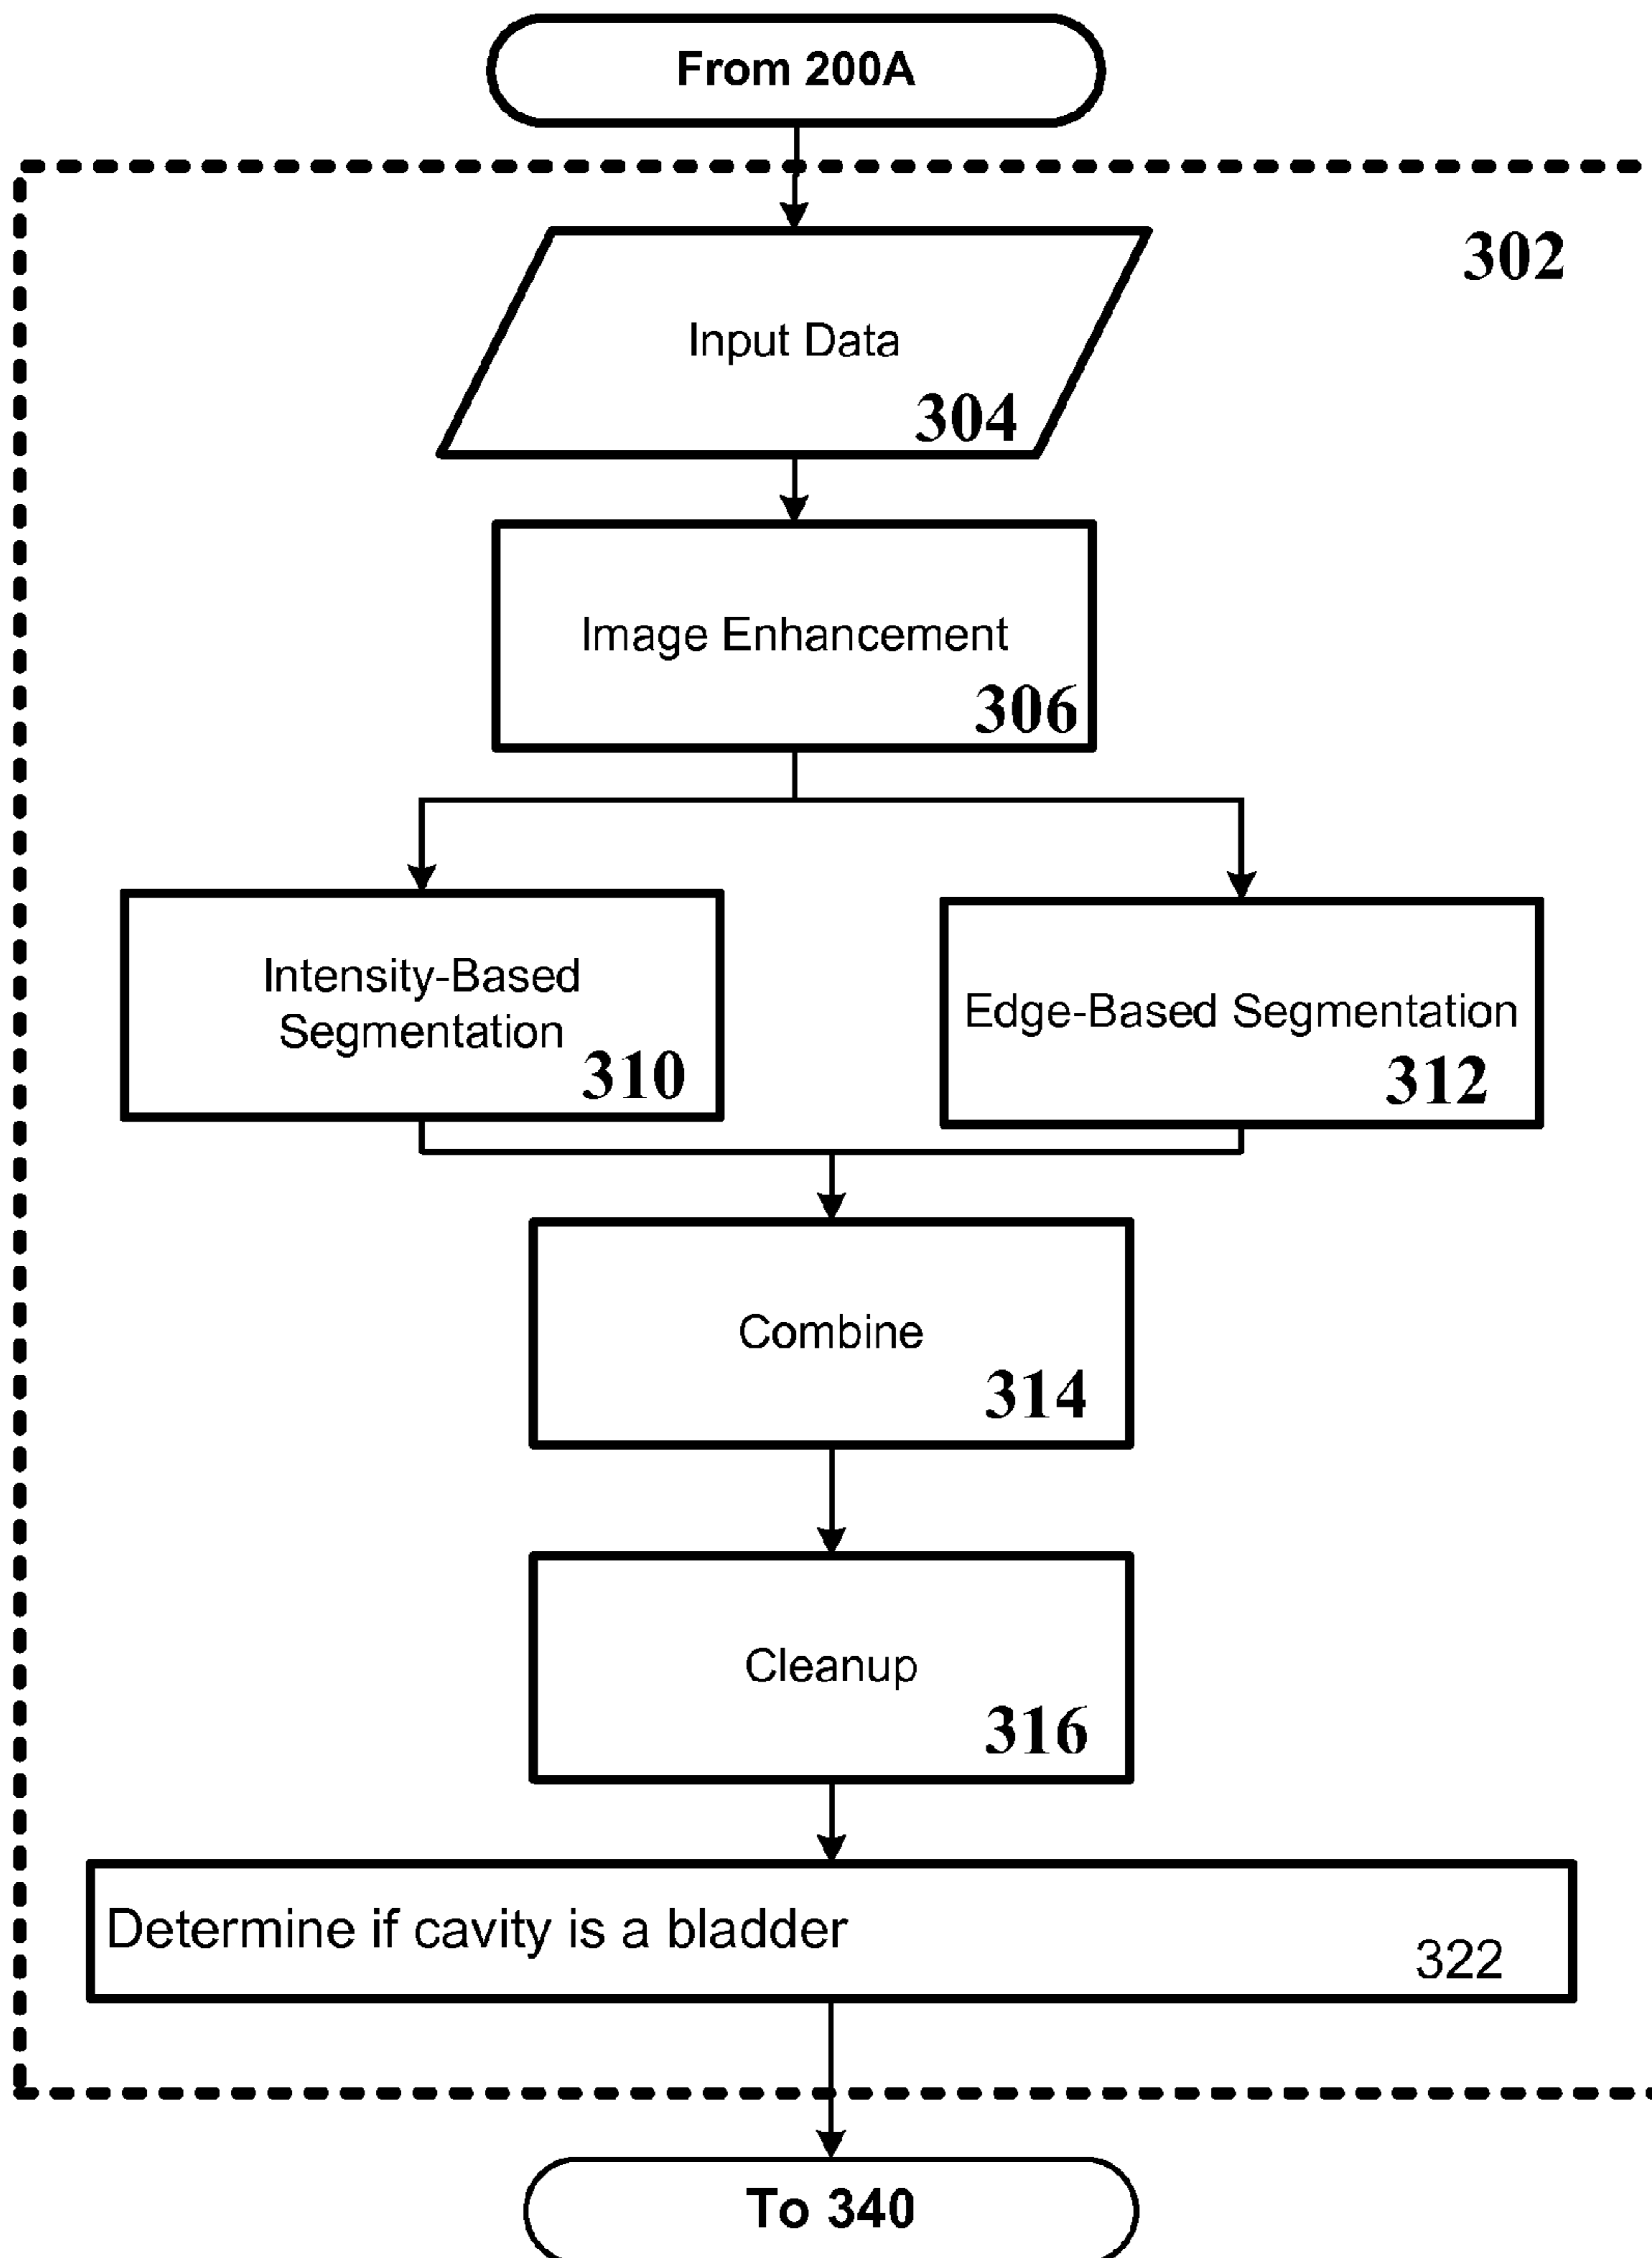 From 200A
302
Input Data
304
Image Enhancement
306
Intensity-Based
Segmentation
310
Edge-Based Segmentation
312
Combine
314
Cleanup
316
Determine if cavity is a bladder
322
To 340